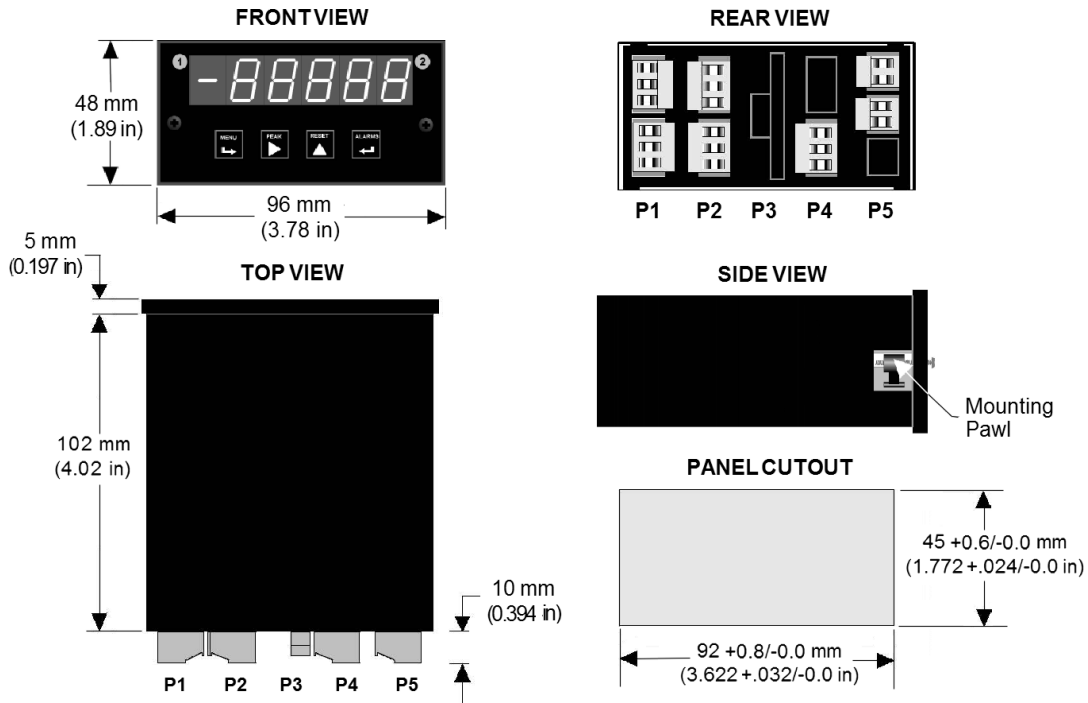 FRONT VIEW
1
2
-88888
48 mm
(1.89 in)
MENU
PEAK
RESET
ALARMS
96 mm
(3.78 in)
REAR VIEW
P1 P2 P3 P4 P5
5 mm
(0.197 in)
TOP VIEW
102 mm
(4.02 in)
10 mm
(0.394 in)
P1 P2 P3 P4 P5
SIDE VIEW
Mounting
Pawl
PANEL CUTOUT
45 +0.6/-0.0 mm
(1.772 +.024/-0.0 in)
92 +0.8/-0.0 mm
(3.622 +.032/-0.0 in)